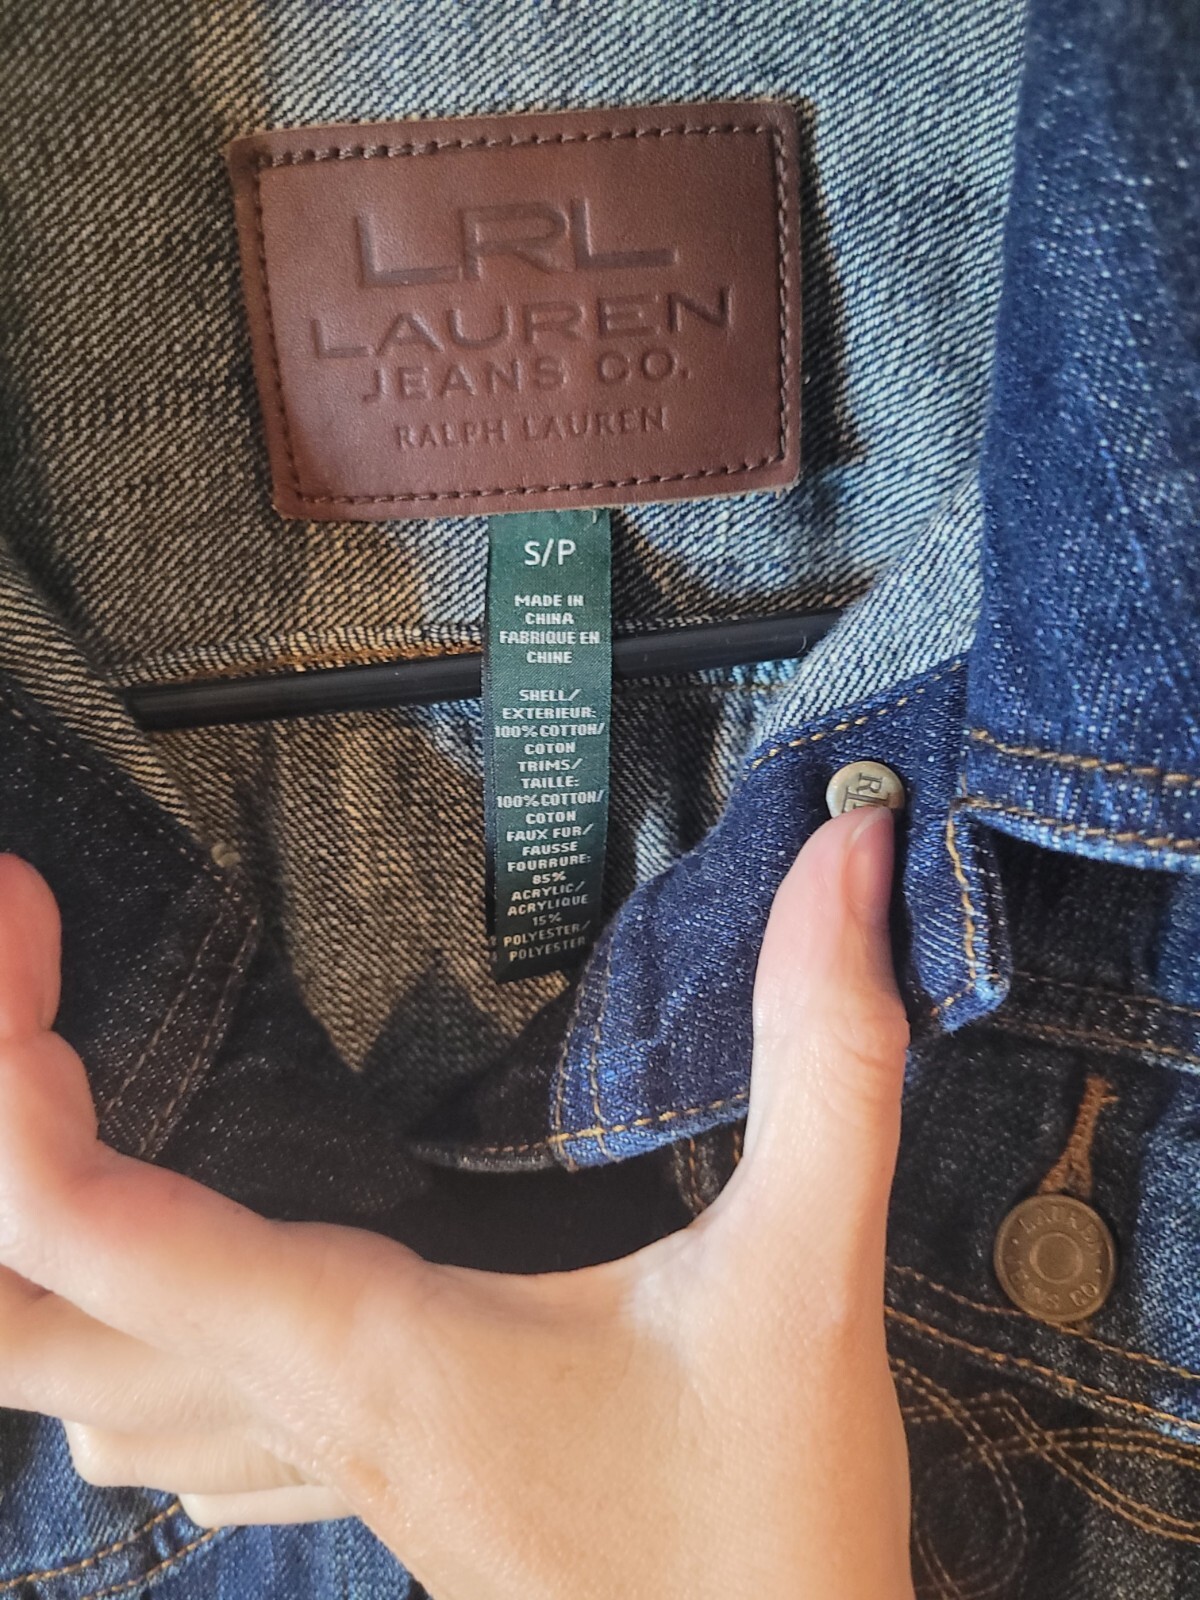 LRL
LAUREN
JEANS CO.
RALPH LAUREN
S/P
MADE IN
CHINA
FABRIQUE EN
CHINE
SHELL/
EXTERIEUR:
100% COTTON/
COTON
TRIMS/
TAILLE:
100% COTTON/
COTON
FAUX FUR/
FAUSSE
FOURRURE:
85%
ACRYLIC/
ACRYLIQUE
15%
POLYESTER/
POLYESTER
LAUREN
JEANS CO